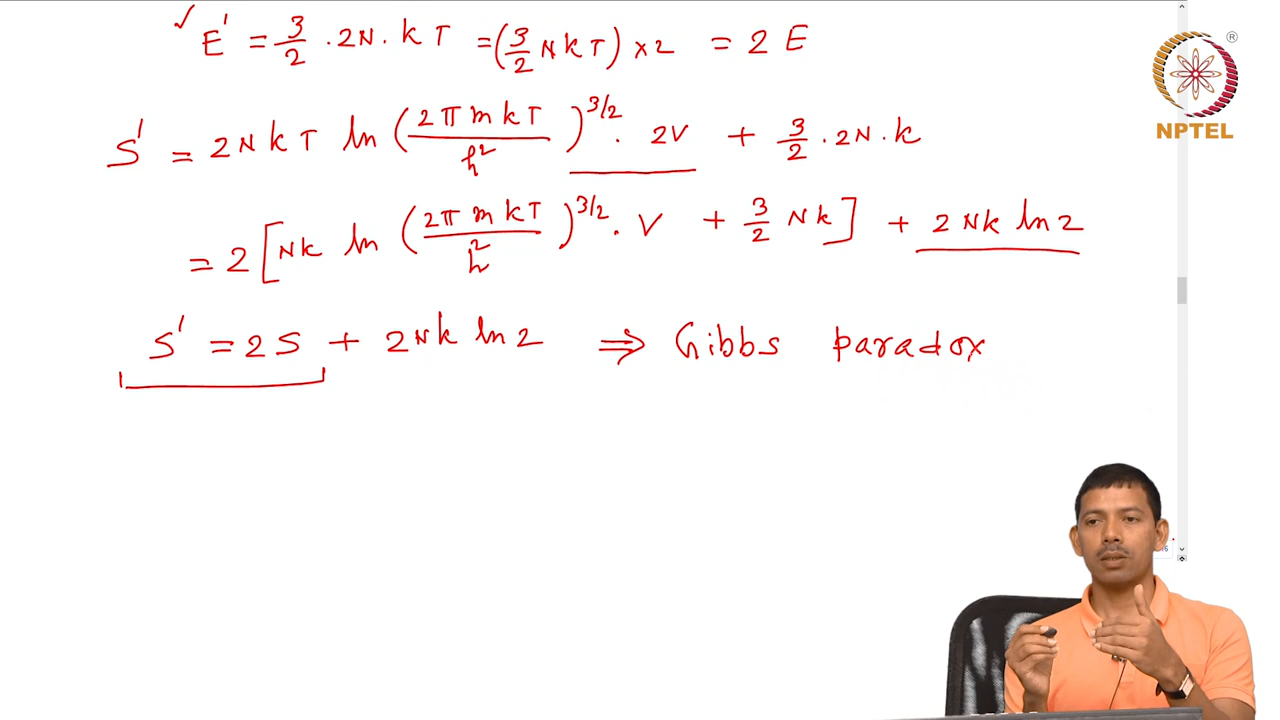 ✓ E' = 3/2 . 2N . kT = (3/2 NkT) × 2 = 2 E
S' = 2NkT ln (2πmkT/h²)^3/2 . 2V + 3/2 . 2N . k
= 2 [Nk ln (2πmkT/h²)^3/2 . V + 3/2 Nk] + 2Nk ln 2
S' = 2S + 2Nk ln 2 ⇒ Gibbs paradox
®
NPTEL